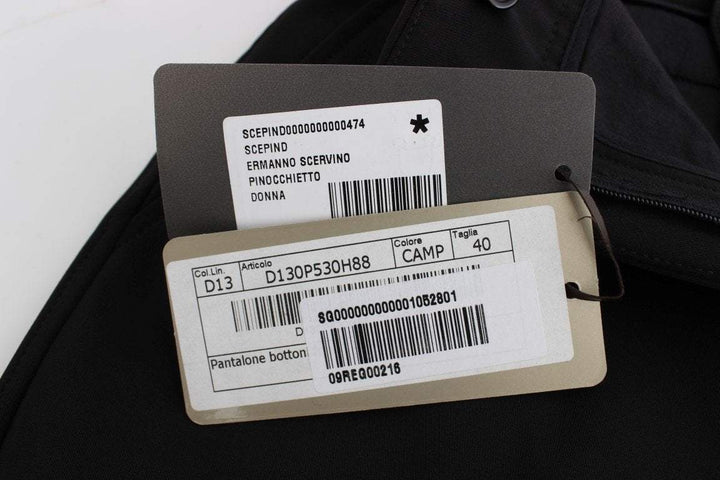 SCEPIND0000000000474
*
SCEPIND
ERMANNO SCERVINO
PINOCCHIETTO
DONNA
Col.Lin. Articolo Colore Taglia
D13 D130P530H88 CAMP 40
D
SG000000000001052801
Pantalone botton
09REG00216